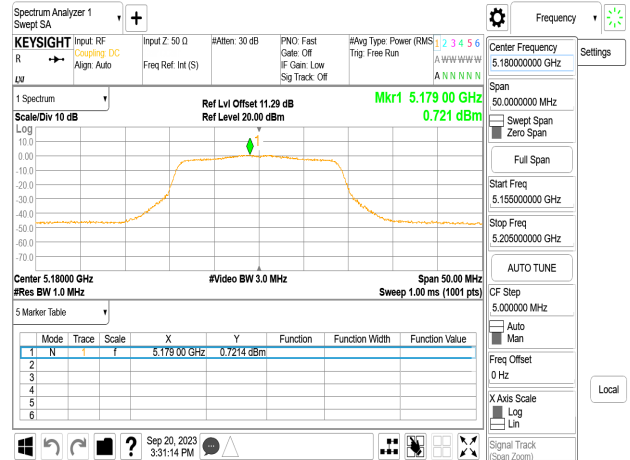 Spectrum Analyzer 1
Swept SA
Frequency
KEYSIGHT
Input: RF
Input Z: 50 Ω
#Atten: 30 dB
PNO: Fast
#Avg Type: Power (RMS
1 2 3 4 5 6
R
Coupling: DC
Gate: Off
Trig: Free Run
A W W W W W
Align: Auto
Freq Ref: Int (S)
IF Gain: Low
Sig Track: Off
A N N N N N
LXI
Center Frequency
5.180000000 GHz
Settings
1 Spectrum
Ref Lvl Offset 11.29 dB
Mkr1 5.179 00 GHz
Scale/Div 10 dB
Ref Level 20.00 dBm
0.721 dBm
Log
10.0
0.00
-10.0
-20.0
-30.0
-40.0
-50.0
-60.0
-70.0
1
Center 5.18000 GHz
#Video BW 3.0 MHz
Span 50.00 MHz
#Res BW 1.0 MHz
Sweep 1.00 ms (1001 pts)
Span
50.0000000 MHz
Swept Span
Zero Span
Full Span
Start Freq
5.155000000 GHz
Stop Freq
5.205000000 GHz
AUTO TUNE
CF Step
5.000000 MHz
Auto
Man
Freq Offset
0 Hz
X Axis Scale
Log
Lin
Local
Signal Track
(Span Zoom)
5 Marker Table
Mode Trace Scale X Y Function Function Width Function Value
1 N 1 f 5.179 00 GHz 0.7214 dBm
2
3
4
5
6
?
Sep 20, 2023
3:31:14 PM